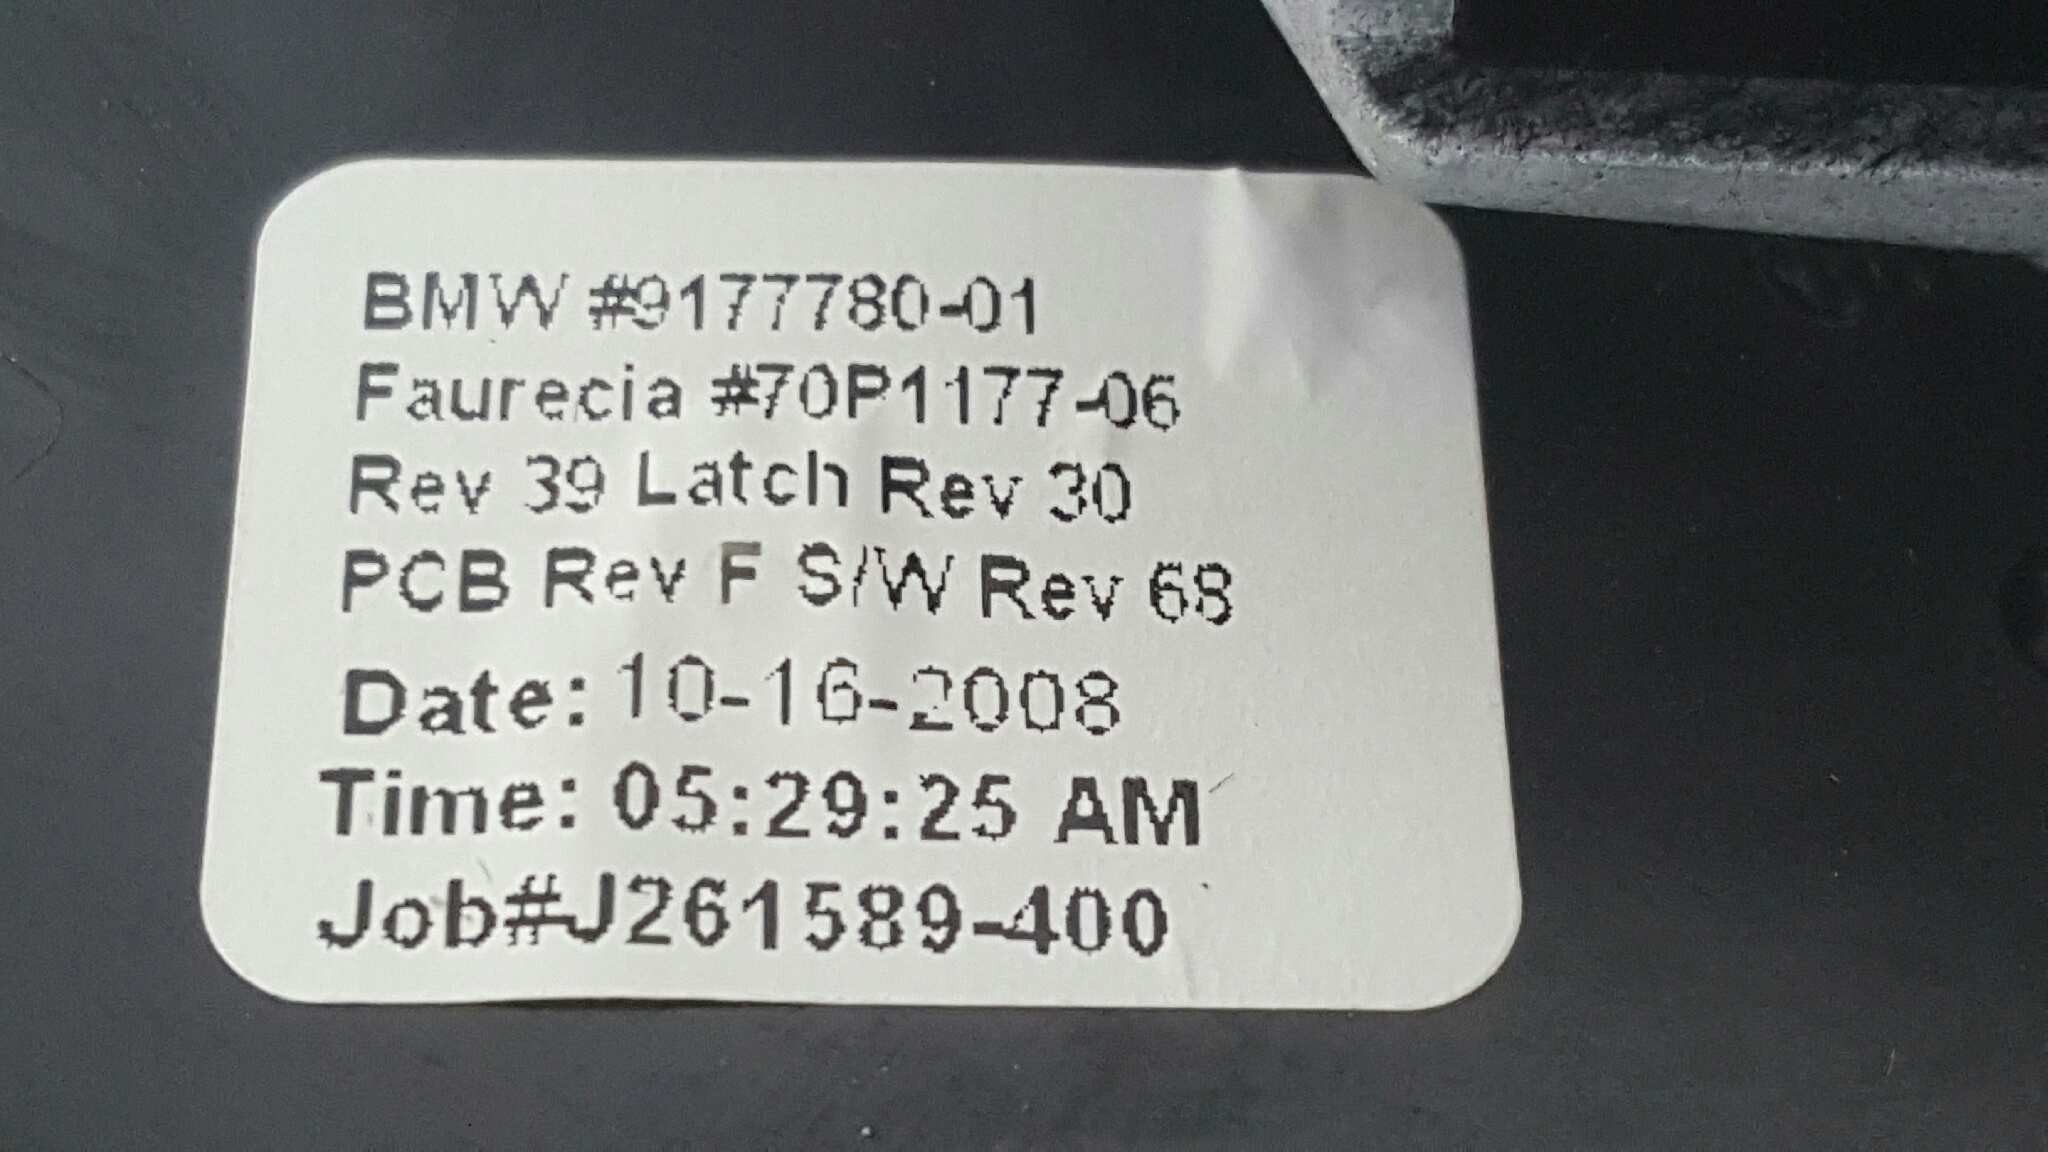 BMW #9177780-01
Faurecia #70P1177-06
Rev 39 Latch Rev 30
PCB Rev F S/W Rev 68
Date: 10-16-2008
Time: 05:29:25 AM
Job#J261589-400